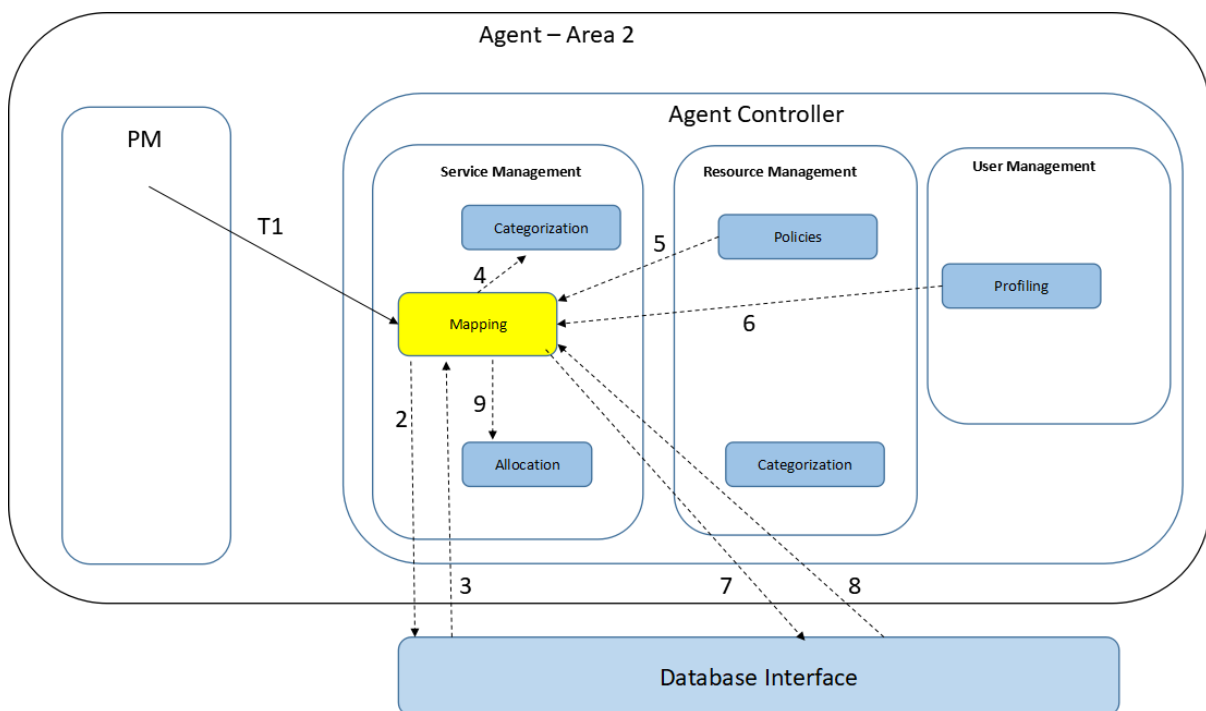 Agent – Area 2
PM
Agent Controller
Service Management
Resource Management
User Management
T1
Categorization
Policies
5
4
Profiling
Mapping
6
2
9
Allocation
Categorization
3
7
8
Database Interface